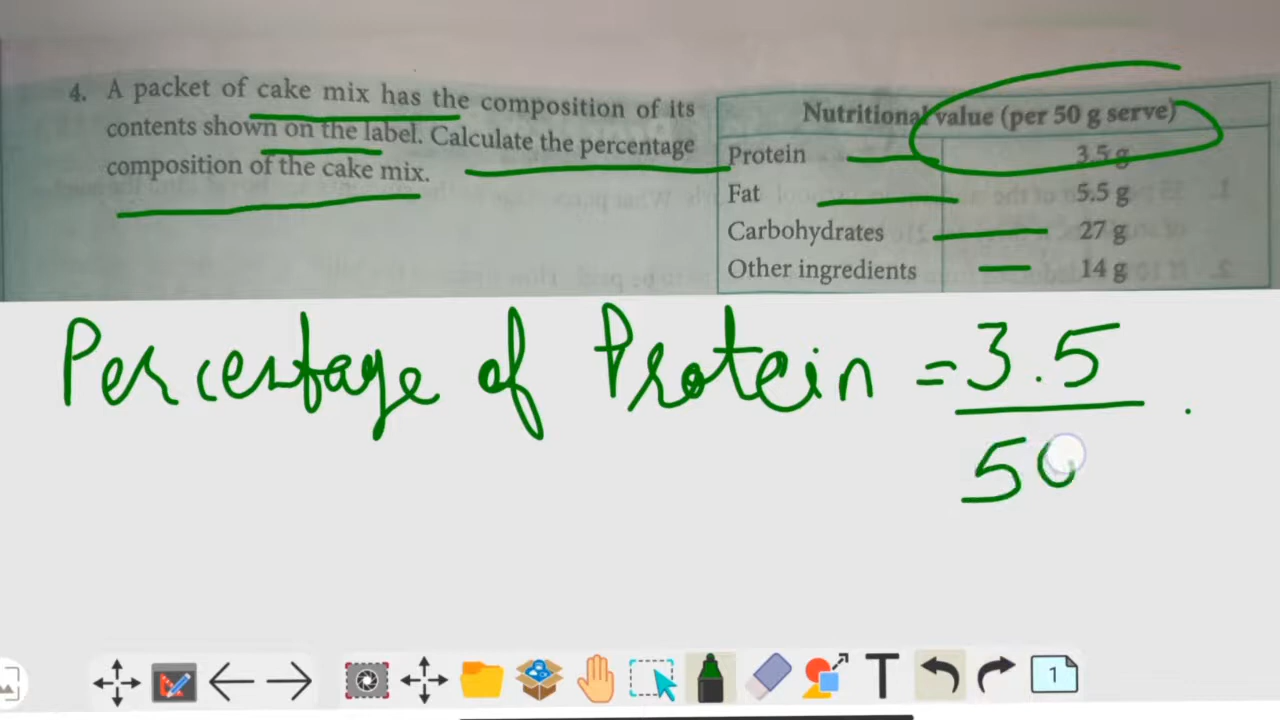 4. A packet of cake mix has the composition of its
contents shown on the label. Calculate the percentage
composition of the cake mix.
Nutritional value (per 50 g serve)
Protein 3.5 g
Fat 5.5 g
Carbohydrates 27 g
Other ingredients 14 g
Percentage of Protein = 3.5
50
T
1